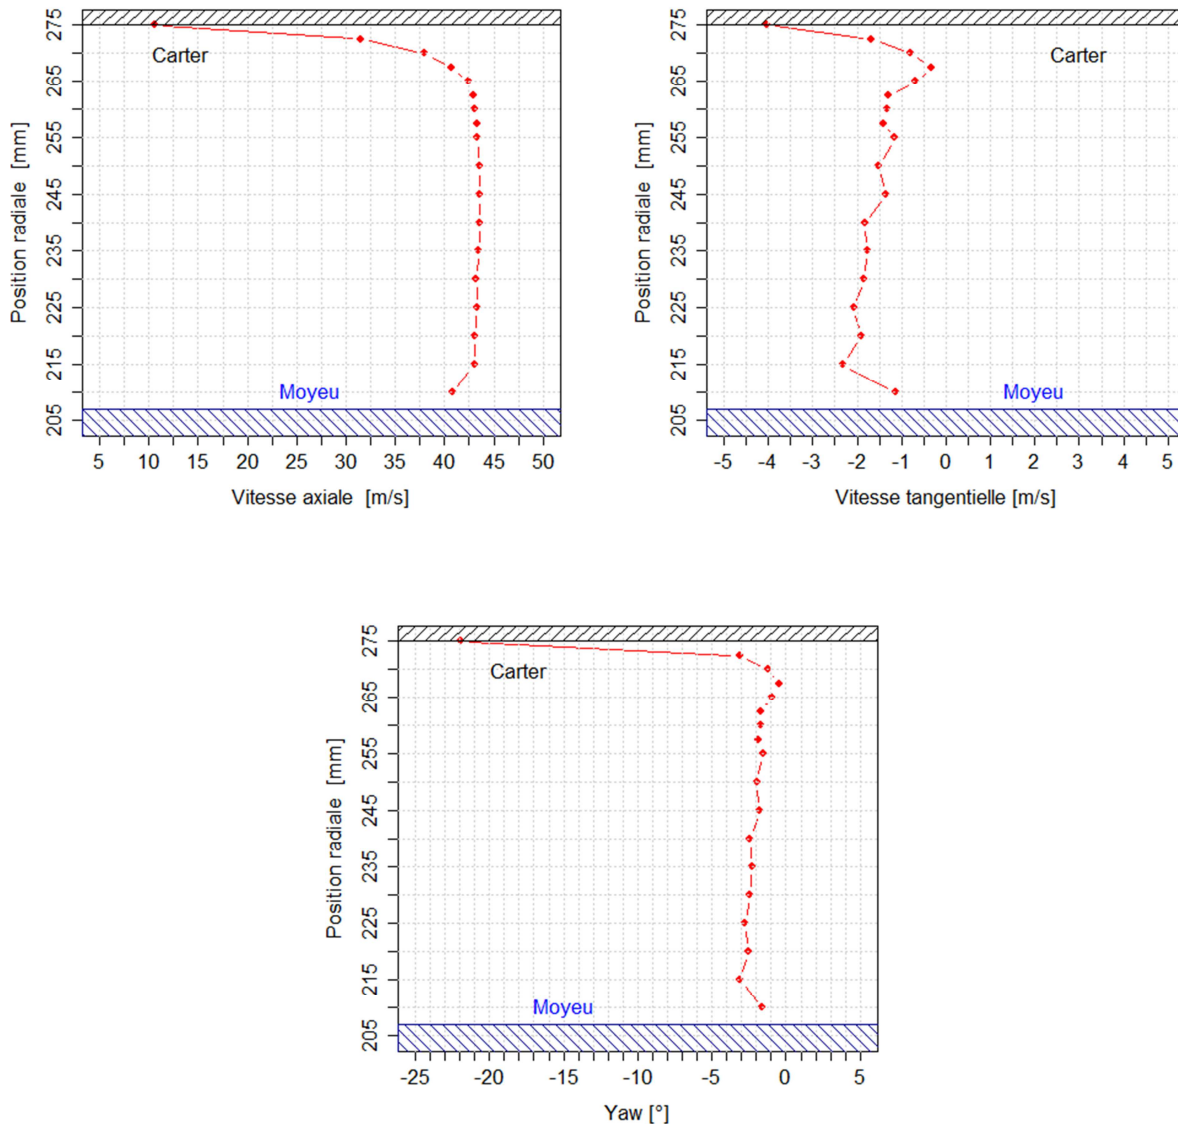 275
265
255
245
235
225
215
205
Position radiale [mm]
Carter
Moyeu
5 10 15 20 25 30 35 40 45 50
Vitesse axiale [m/s]
275
265
255
245
235
225
215
205
Position radiale [mm]
Carter
Moyeu
-5 -4 -3 -2 -1 0 1 2 3 4 5
Vitesse tangentielle [m/s]
275
265
255
245
235
225
215
205
Position radiale [mm]
Carter
Moyeu
-25 -20 -15 -10 -5 0 5
Yaw [°]